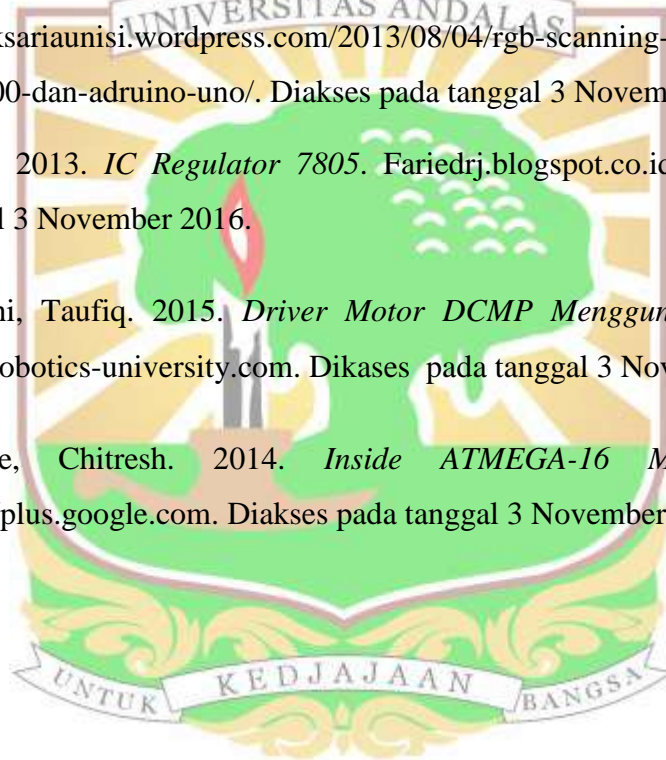 UNIVERSITAS ANDALAS
ksariaunisi.wordpress.com/2013/08/04/rgb-scanning-
00-dan-adruino-uno/. Diakses pada tanggal 3 Novem
2013. IC Regulator 7805. Fariedrj.blogspot.co.id
l 3 November 2016.
ni, Taufiq. 2015. Driver Motor DCMP Menggun
obotics-university.com. Dikases pada tanggal 3 Nov
e, Chitresh. 2014. Inside ATMEGA-16 M
/plus.google.com. Diakses pada tanggal 3 November
UNTUK KEDJAJAAN BANGSA